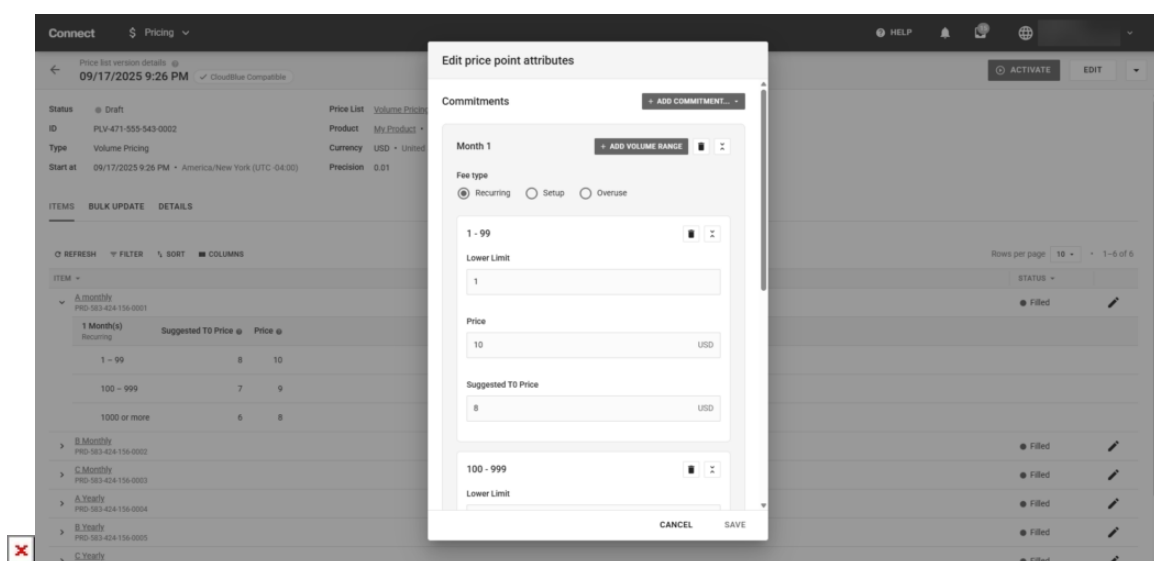 Connect $ Pricing HELP
Price list version details
09/17/2025 9:26 PM CloudBlue Compatible
ACTIVATE EDIT
Status Draft
ID PLV-471-555-543-0002
Type Volume Pricing
Start at 09/17/2025 9:26 PM • America/New York (UTC -04:00)
Price List Volume Pricing
Product My Product •
Currency USD • United
Precision 0.01
ITEMS BULK UPDATE DETAILS
REFRESH FILTER SORT COLUMNS
Rows per page 10 • 1–6 of 6
ITEM STATUS
A monthly
PRD-583-424-156-0001
Filled
1 Month(s)
Recurring
Suggested T0 Price Price
1 – 99 8 10
100 – 999 7 9
1000 or more 6 8
B Monthly
PRD-583-424-156-0002
Filled
C Monthly
PRD-583-424-156-0003
Filled
A Yearly
PRD-583-424-156-0004
Filled
B Yearly
PRD-583-424-156-0005
Filled
C Yearly
Filled
Edit price point attributes
Commitments
+ ADD COMMITMENT...
Month 1
+ ADD VOLUME RANGE
Fee type
Recurring Setup Overuse
1 - 99
Lower Limit
1
Price
10 USD
Suggested T0 Price
8 USD
100 - 999
Lower Limit
CANCEL SAVE